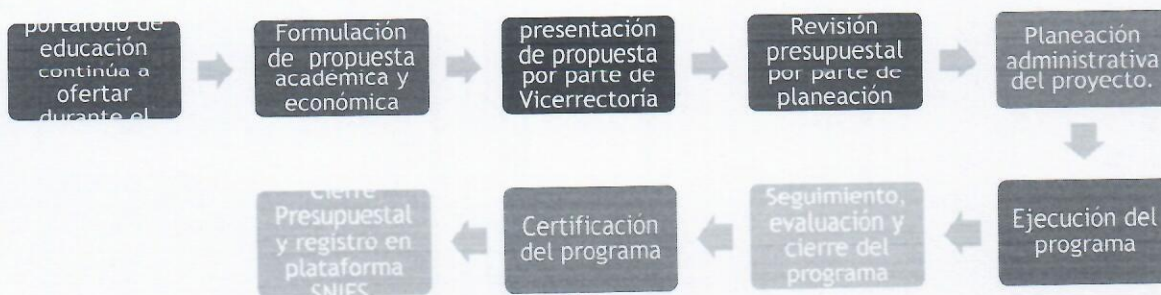 portafolio de
educación
continúa a
ofertar
durante el
Formulación
de propuesta
académica y
económica
presentación
de propuesta
por parte de
Vicerrectoría
Revisión
presupuestal
por parte de
planeación
Planeación
administrativa
del proyecto.
Ejecución del
programa
Seguimiento,
evaluación y
cierre del
programa
Certificación
del programa
Cierre
Presupuestal
y registro en
plataforma
SNIES